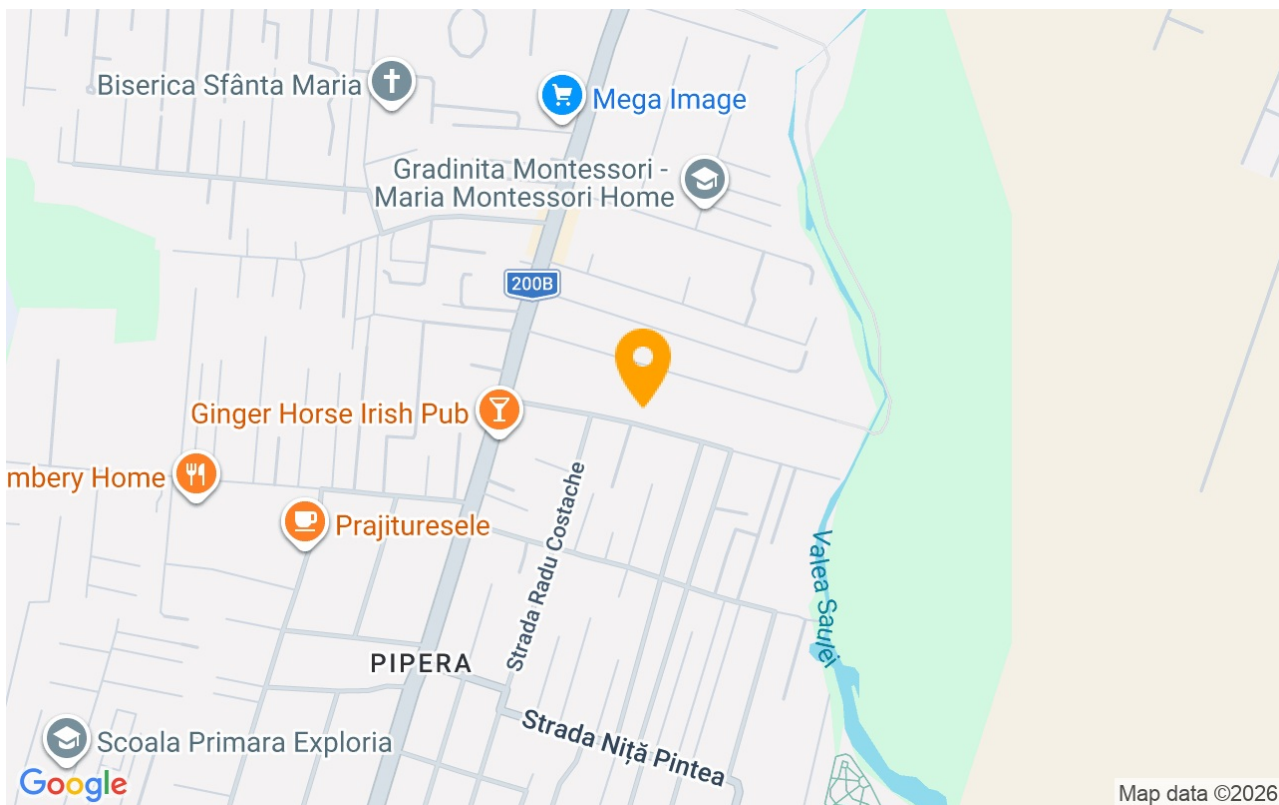 Biserica Sfânta Maria
Mega Image
Gradinita Montessori -
Maria Montessori Home
200B
Ginger Horse Irish Pub
mbery Home
Prajituresele
Strada Radu Costache
Valea Saulei
PIPERA
Strada Niță Pintea
Scoala Primara Exploria
Google
Map data ©2026